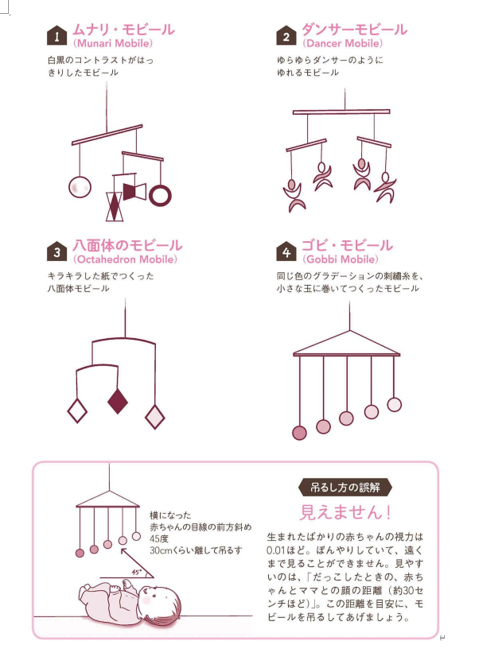 1 ムナリ・モビール
(Munari Mobile)
白黒のコントラストがはっ
きりしたモビール
2 ダンサーモビール
(Dancer Mobile)
ゆらゆらダンサーのように
ゆれるモビール
3 八面体のモビール
(Octahedron Mobile)
キラキラした紙でつくった
八面体モビール
4 ゴビ・モビール
(Gobbi Mobile)
同じ色のグラデーションの刺繡糸を、
小さな玉に巻いてつくったモビール
横になった
赤ちゃんの目線の前方斜め
45度
30cmくらい離して吊るす
45°
吊るし方の誤解
見えません!
生まれたばかりの赤ちゃんの視力は
0.01ほど。ぼんやりしていて、遠く
まで見ることができません。見やす
いのは、「だっこしたときの、赤ち
ゃんとママとの顔の距離(約30セ
ンチほど)」。この距離を目安に、モ
ビールを吊るしてあげましょう。